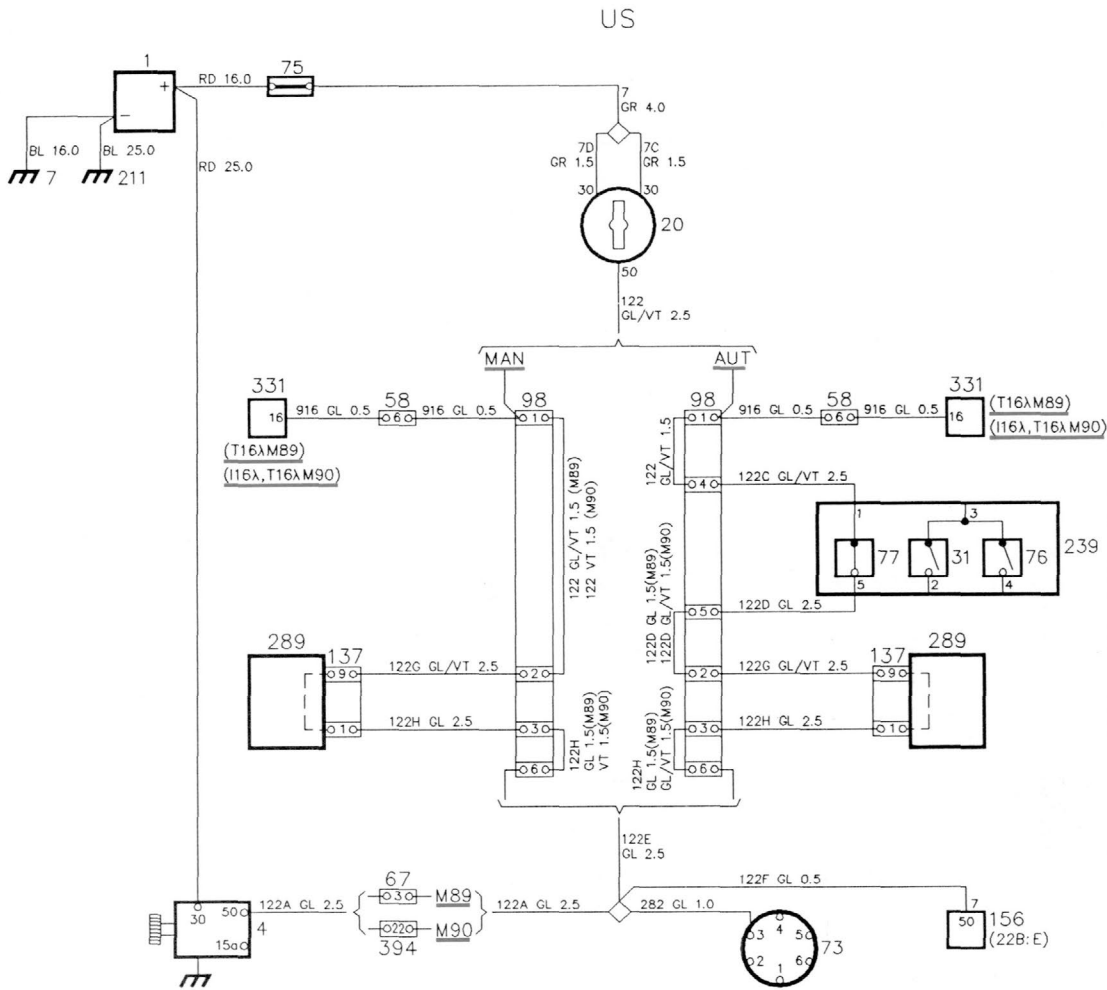 US
1
75
RD 16.0
+
−
7
GR 4.0
BL 16.0
BL 25.0
RD 25.0
7
211
7D
GR 1.5
7C
GR 1.5
30
30
20
50
122
GL/VT 2.5
MAN
AUT
331
16
916 GL 0.5
58
6
916 GL 0.5
98
1
98
1
916 GL 0.5
58
6
916 GL 0.5
331
16
(T16λM89)
(I16λ,T16λM90)
(T16λM89)
(I16λ,T16λM90)
122 GL/VT 1.5 (M89)
122 VT 1.5 (M90)
122
GL/VT 1.5
4
122C GL/VT 2.5
1
3
77
31
76
239
5
2
4
122D GL 1.5(M89)
122D GL/VT 1.5(M90)
5
122D GL 2.5
289
137
9
122G GL/VT 2.5
2
2
122G GL/VT 2.5
137
9
289
1
122H GL 2.5
3
3
122H GL 2.5
1
122H
GL 1.5(M89)
VT 1.5(M90)
122H
GL 1.5(M89)
GL/VT 1.5(M90)
6
6
122E
GL 2.5
122F GL 0.5
67
3
M89
122A GL 2.5
122A GL 2.5
22
M90
394
282 GL 1.0
30
50
15a
4
4
3
5
2
6
1
73
7
50
156
(22B:E)